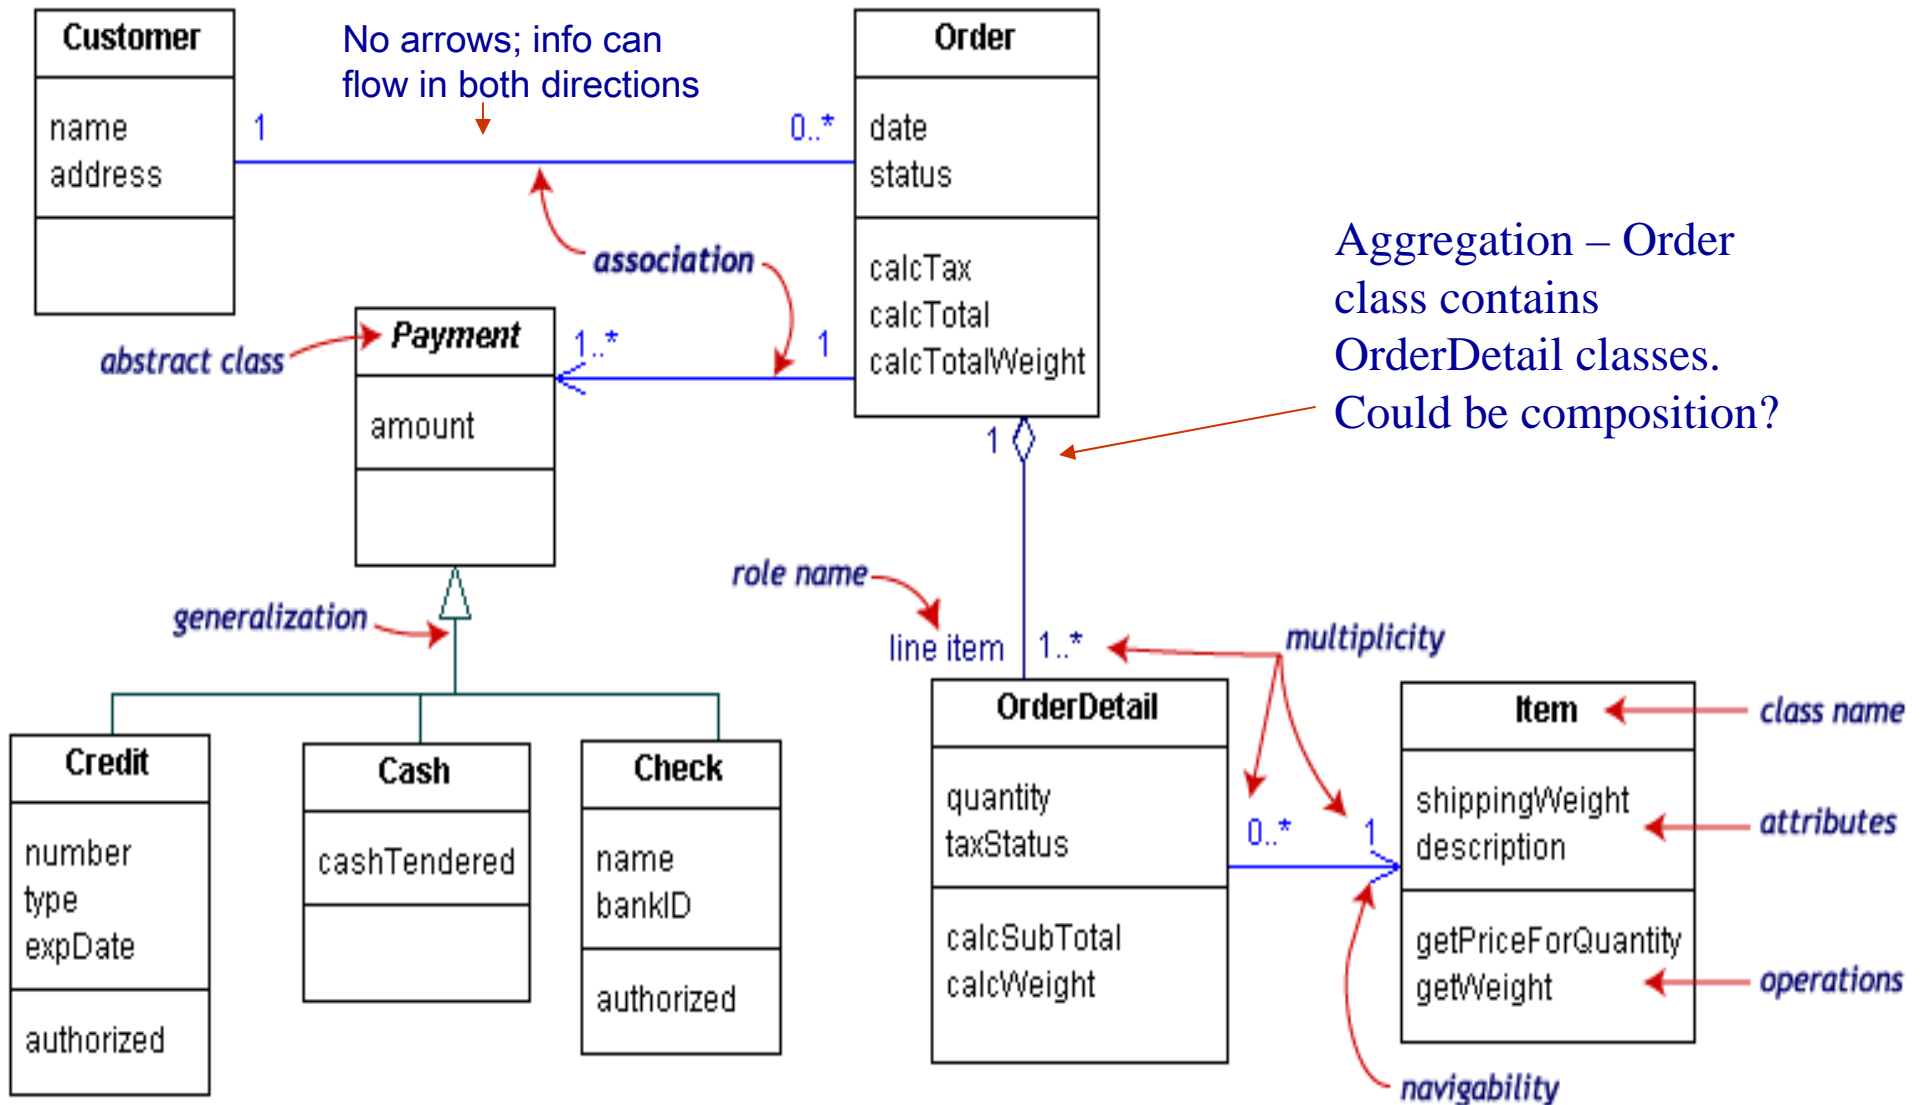 Customer
name
address
No arrows; info can
flow in both directions
1
0..*
association
Order
date
status
calcTax
calcTotal
calcTotalWeight
Aggregation – Order
class contains
OrderDetail classes.
Could be composition?
abstract class
Payment
amount
1..*
1
1
generalization
role name
line item
1..*
multiplicity
Credit
number
type
expDate
authorized
Cash
cashTendered
Check
name
bankID
authorized
OrderDetail
quantity
taxStatus
calcSubTotal
calcWeight
0..*
1
Item
shippingWeight
description
getPriceForQuantity
getWeight
class name
attributes
operations
navigability